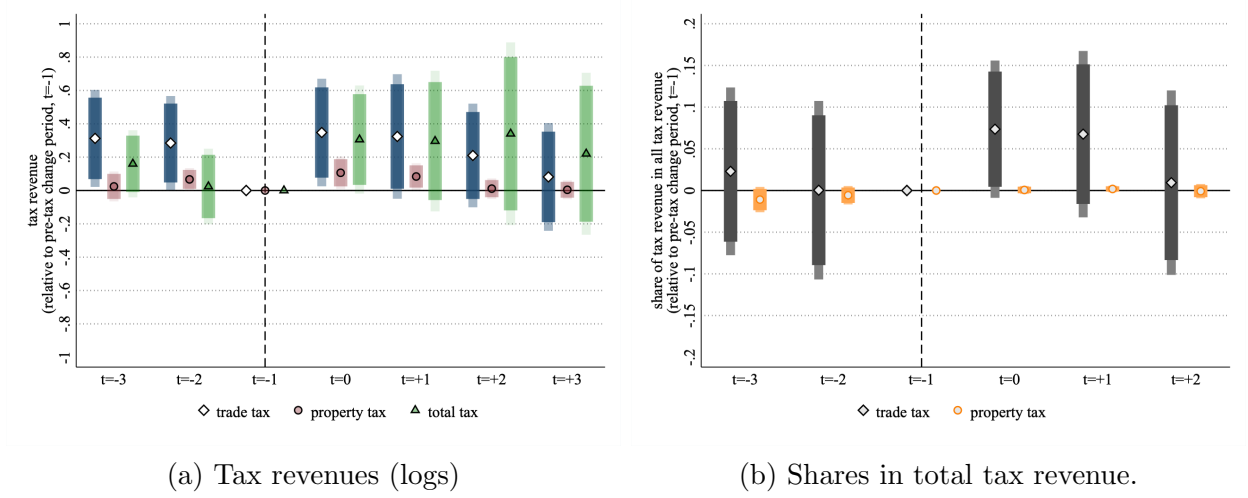 tax revenue
(relative to pre-tax change period, t=-1)
1
.8
.6
.4
.2
0
-.2
-.4
-.6
-.8
-1
t=-3 t=-2 t=-1 t=0 t=+1 t=+2 t=+3
trade tax property tax total tax
(a) Tax revenues (logs)
share of tax revenue in all tax revenue
(relative to pre-tax change period, t=-1)
.2
.15
.1
.05
0
-.05
-.1
-.15
-.2
t=-3 t=-2 t=-1 t=0 t=+1 t=+2
trade tax property tax
(b) Shares in total tax revenue.